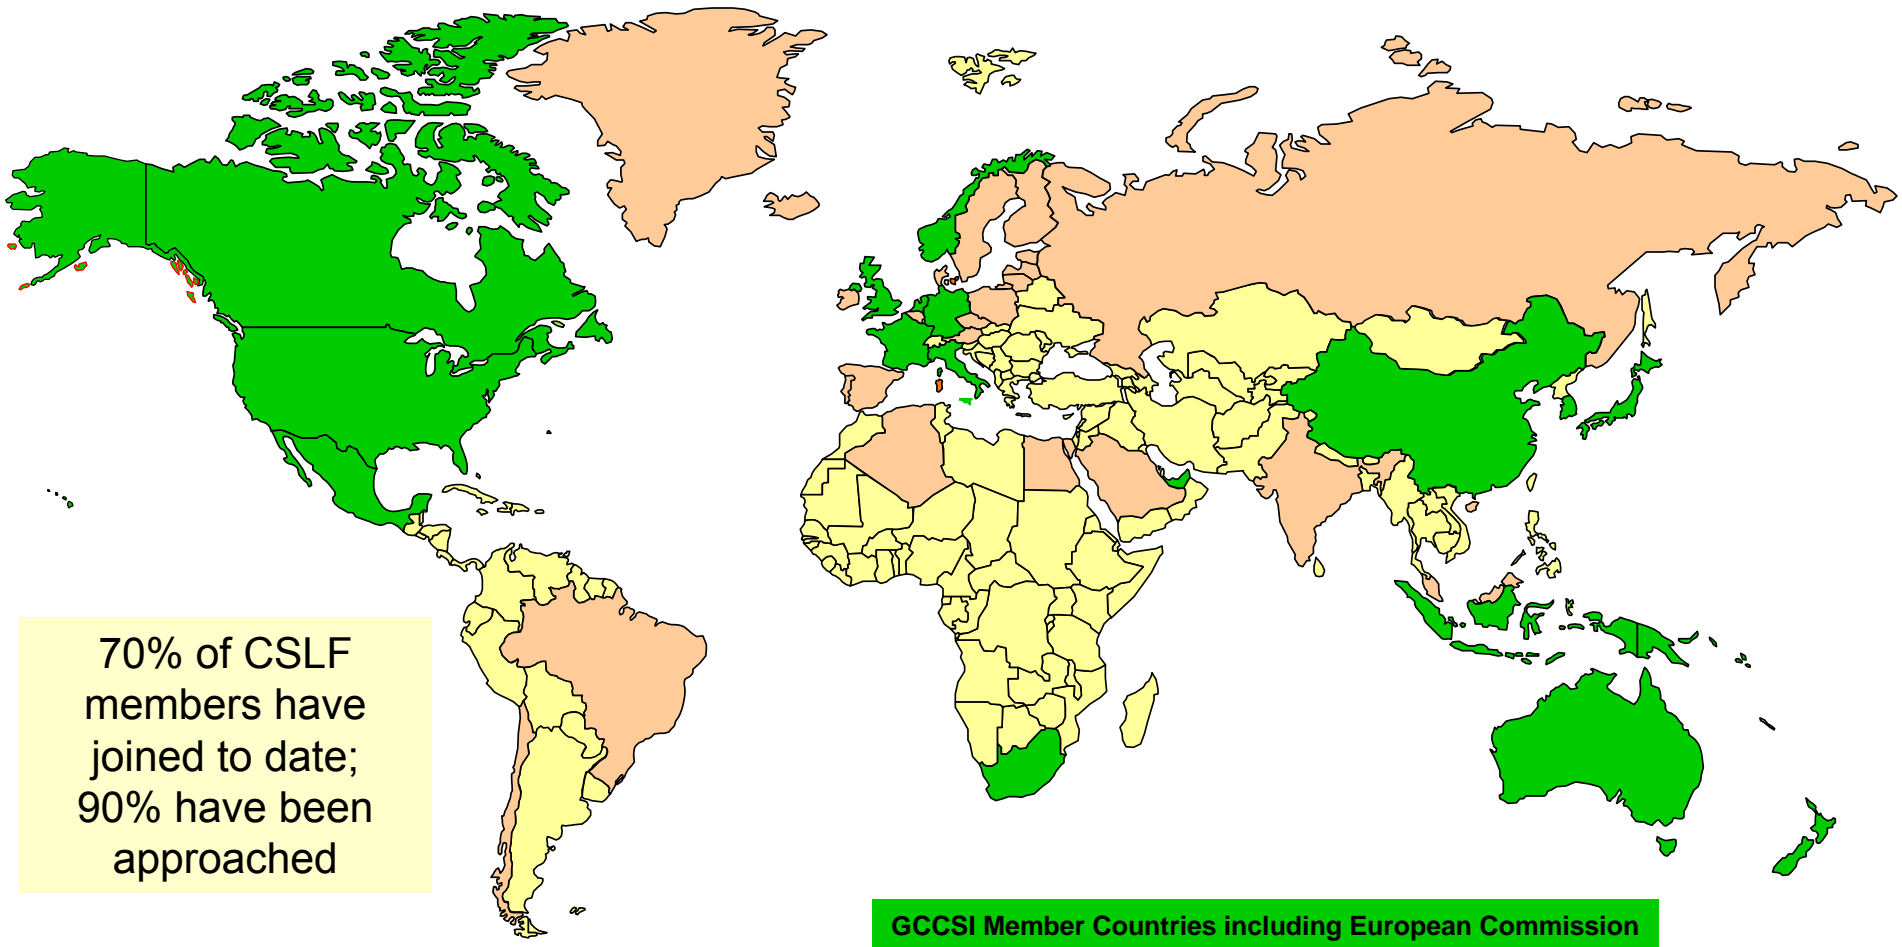 70% of CSLF
members have
joined to date;
90% have been
approached
GCCSI Member Countries including European Commission